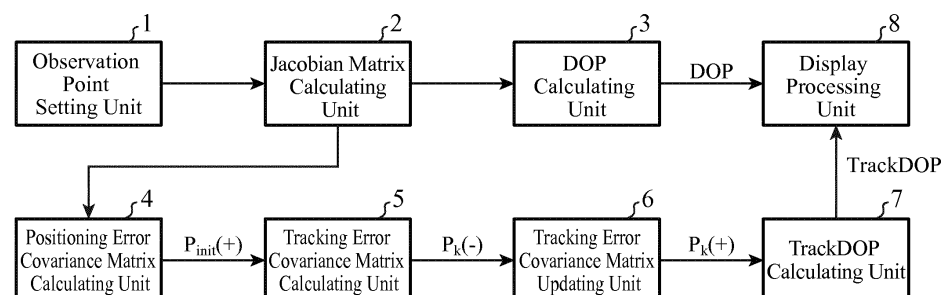 1
Observation
Point
Setting Unit
2
Jacobian Matrix
Calculating
Unit
3
DOP
Calculating
Unit
DOP
8
Display
Processing
Unit
TrackDOP
4
Positioning Error
Covariance Matrix
Calculating Unit
Pinit(+)
5
Tracking Error
Covariance Matrix
Calculating Unit
Pk(-)
6
Tracking Error
Covariance Matrix
Updating Unit
Pk(+)
7
TrackDOP
Calculating Unit